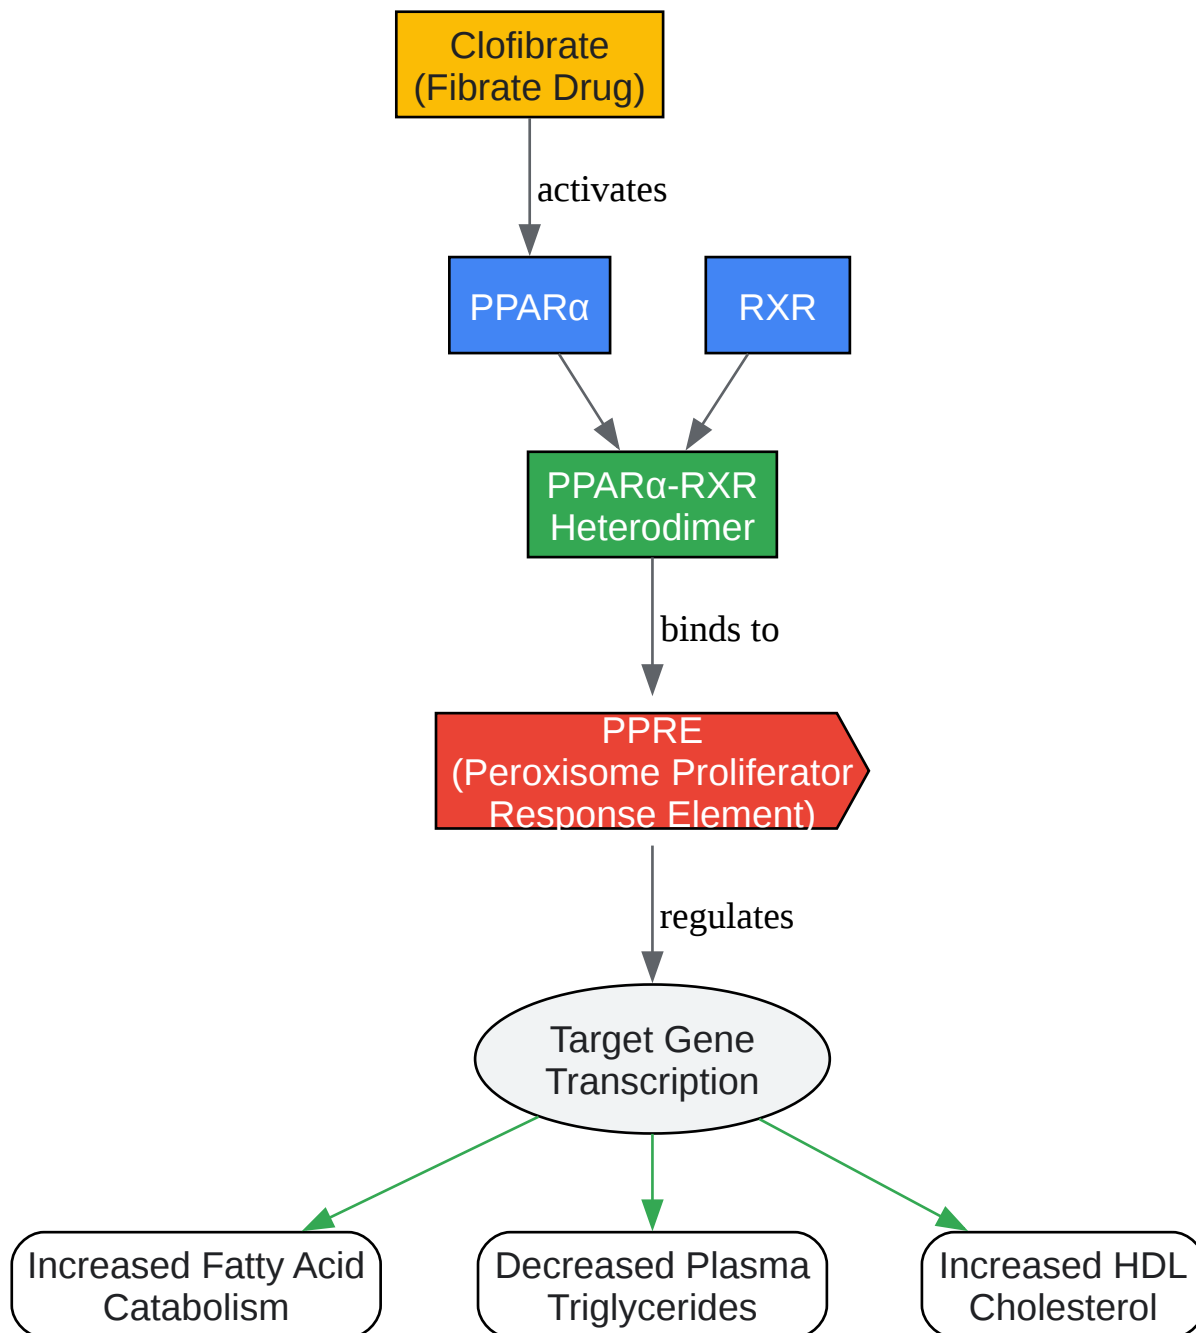 Clofibrate
(Fibrate Drug)
activates
PPARα
RXR
PPARα-RXR
Heterodimer
binds to
PPRE
(Peroxisome Proliferator
Response Element)
regulates
Target Gene
Transcription
Increased Fatty Acid
Catabolism
Decreased Plasma
Triglycerides
Increased HDL
Cholesterol